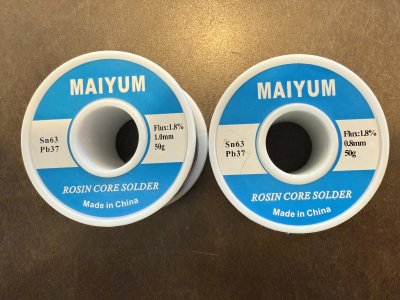 MAIYUM
Sn63
Pb37
Flux:1.8%
1.0mm
50g
ROSIN CORE SOLDER
Made in China
MAIYUM
Sn63
Pb37
Flux:1.8%
0.8mm
50g
ROSIN CORE SOLDER
Made in China